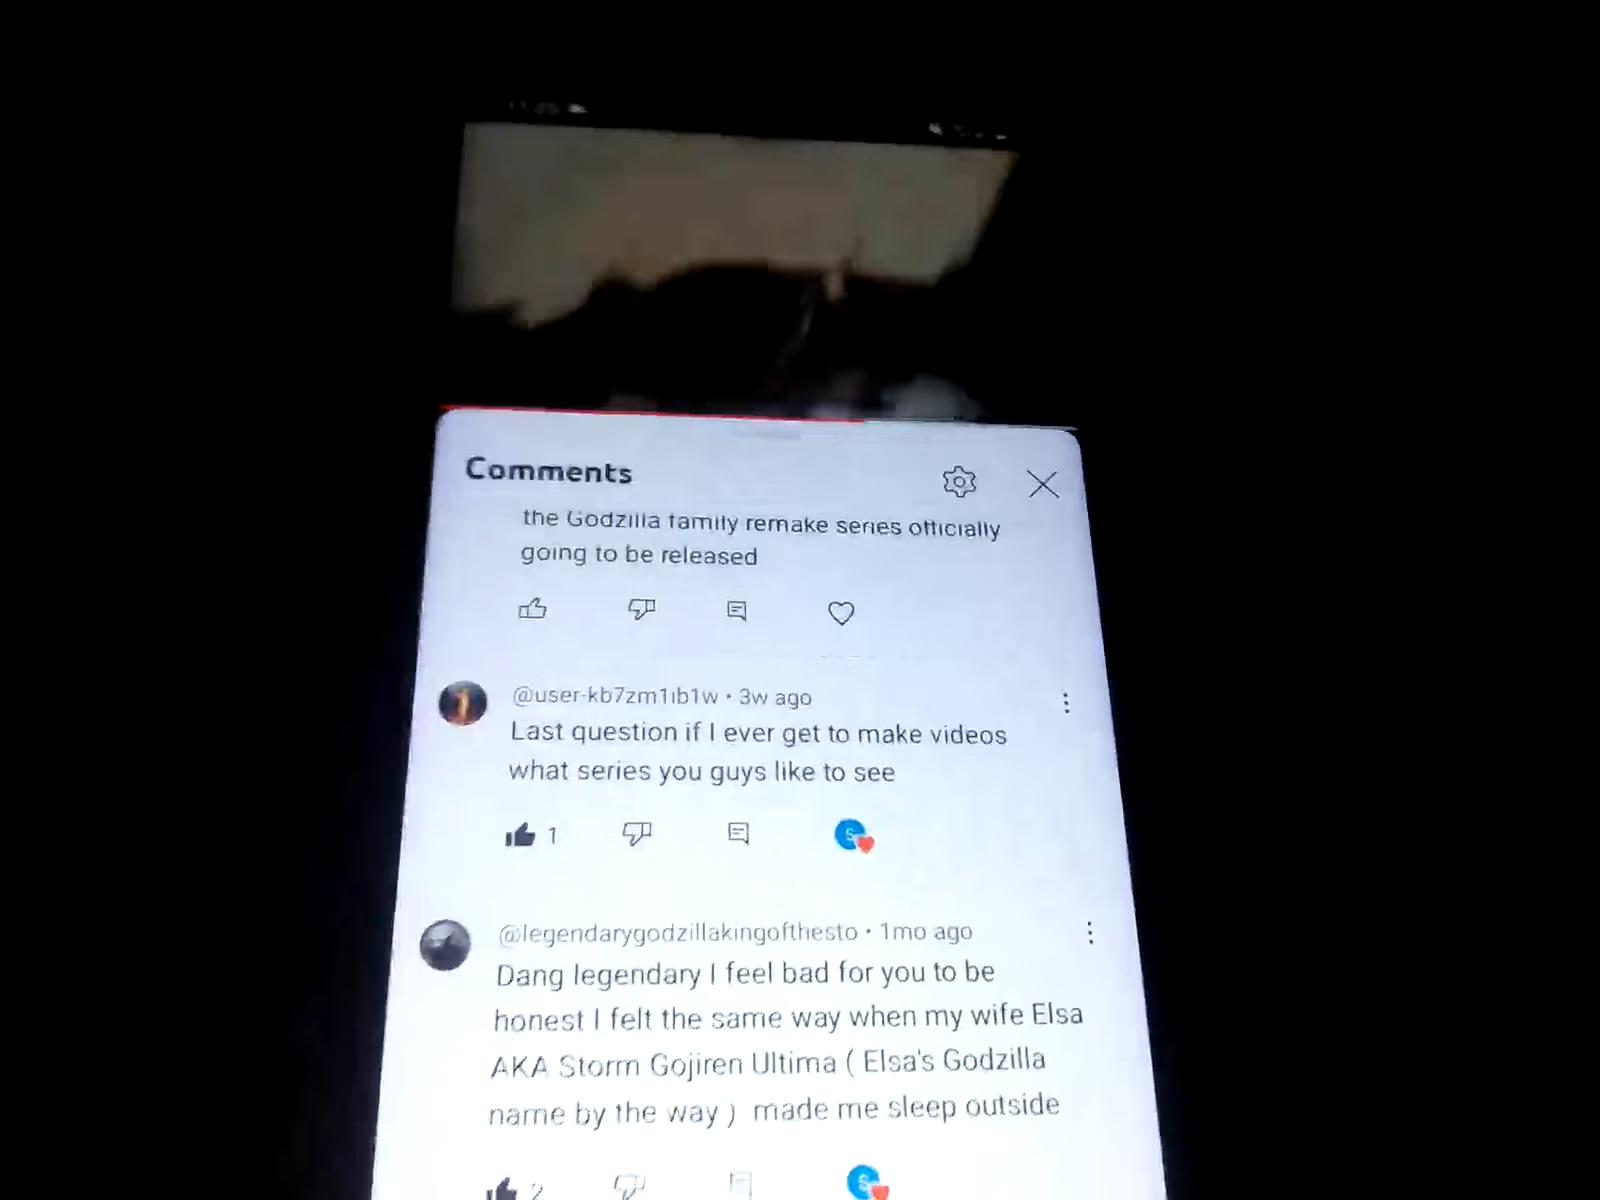 Comments
the Godzilla family remake series officially
going to be released
@user-kb7zm1ib1w · 3w ago
Last question if I ever get to make videos
what series you guys like to see
1
@legendarygodzillakingofthesto · 1mo ago
Dang legendary I feel bad for you to be
honest I felt the same way when my wife Elsa
AKA Storm Gojiren Ultima ( Elsa's Godzilla
name by the way ) made me sleep outside
2